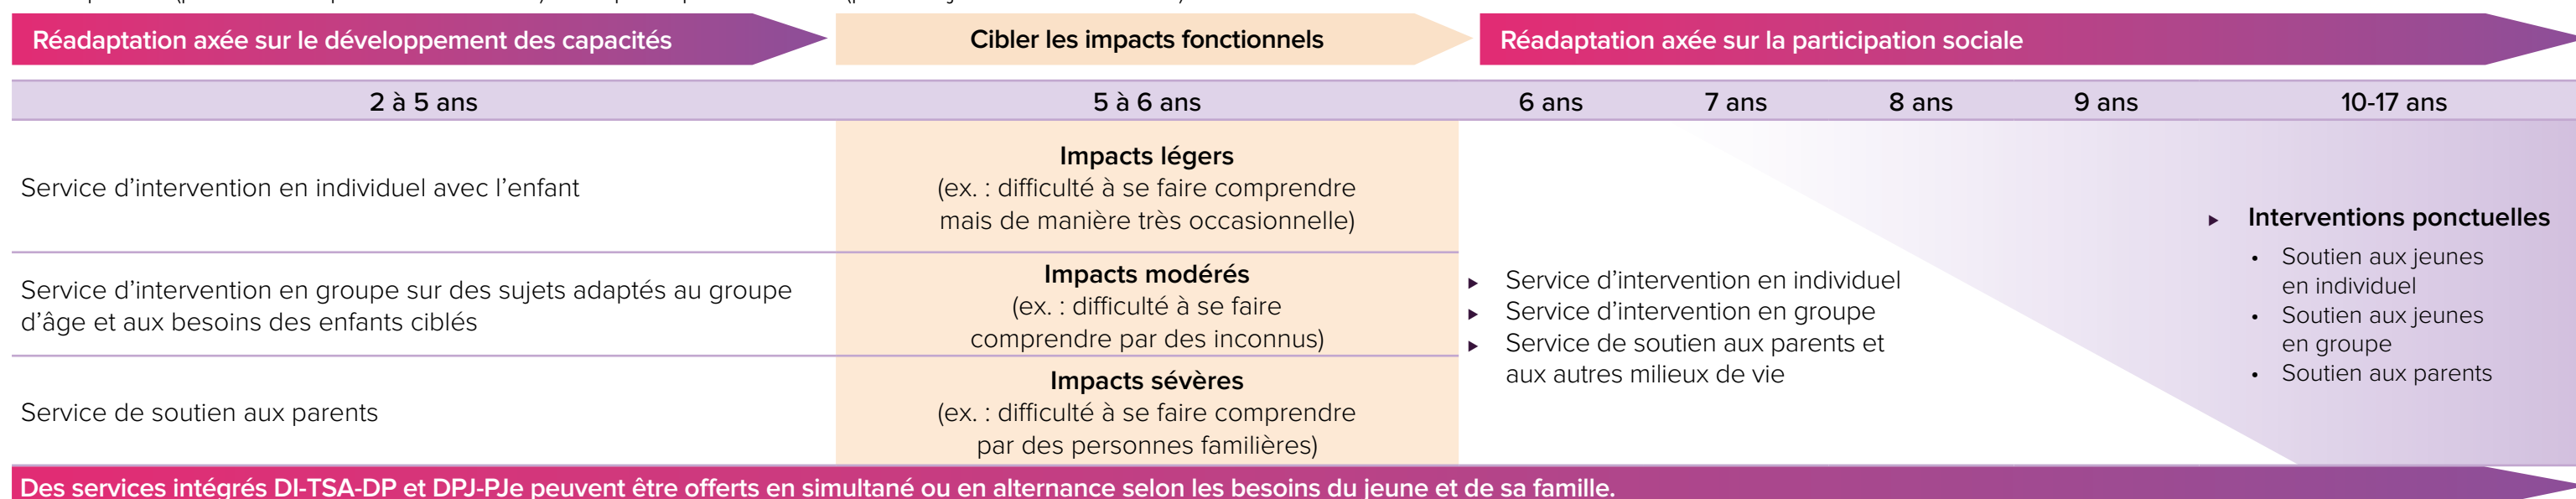 Réadaptation axée sur le développement des capacités
Cibler les impacts fonctionnels
Réadaptation axée sur la participation sociale
2 à 5 ans
5 à 6 ans
6 ans
7 ans
8 ans
9 ans
10-17 ans
Service d’intervention en individuel avec l’enfant
Service d’intervention en groupe sur des sujets adaptés au groupe
d’âge et aux besoins des enfants ciblés
Service de soutien aux parents
Impacts légers
(ex. : difficulté à se faire comprendre
mais de manière très occasionnelle)
Impacts modérés
(ex. : difficulté à se faire
comprendre par des inconnus)
Impacts sévères
(ex. : difficulté à se faire comprendre
par des personnes familières)
▸ Service d’intervention en individuel
▸ Service d’intervention en groupe
▸ Service de soutien aux parents et
aux autres milieux de vie
▸ Interventions ponctuelles
• Soutien aux jeunes
en individuel
• Soutien aux jeunes
en groupe
• Soutien aux parents
Des services intégrés DI-TSA-DP et DPJ-PJe peuvent être offerts en simultané ou en alternance selon les besoins du jeune et de sa famille.